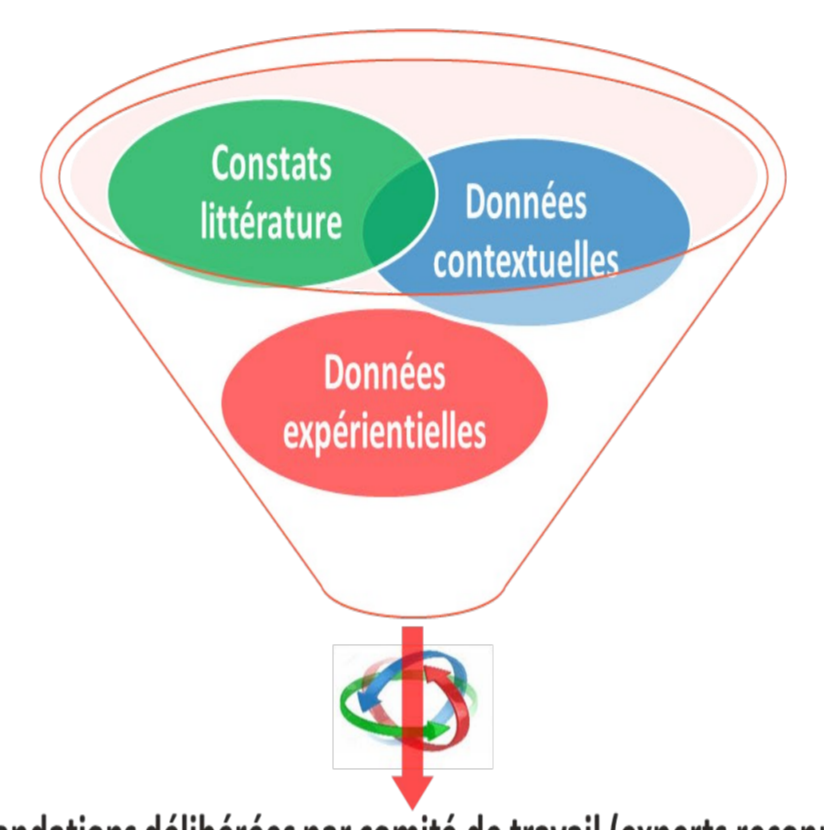 Constats
littérature
Données
contextuelles
Données
expérientielles
délibérées par comité de travail (experts